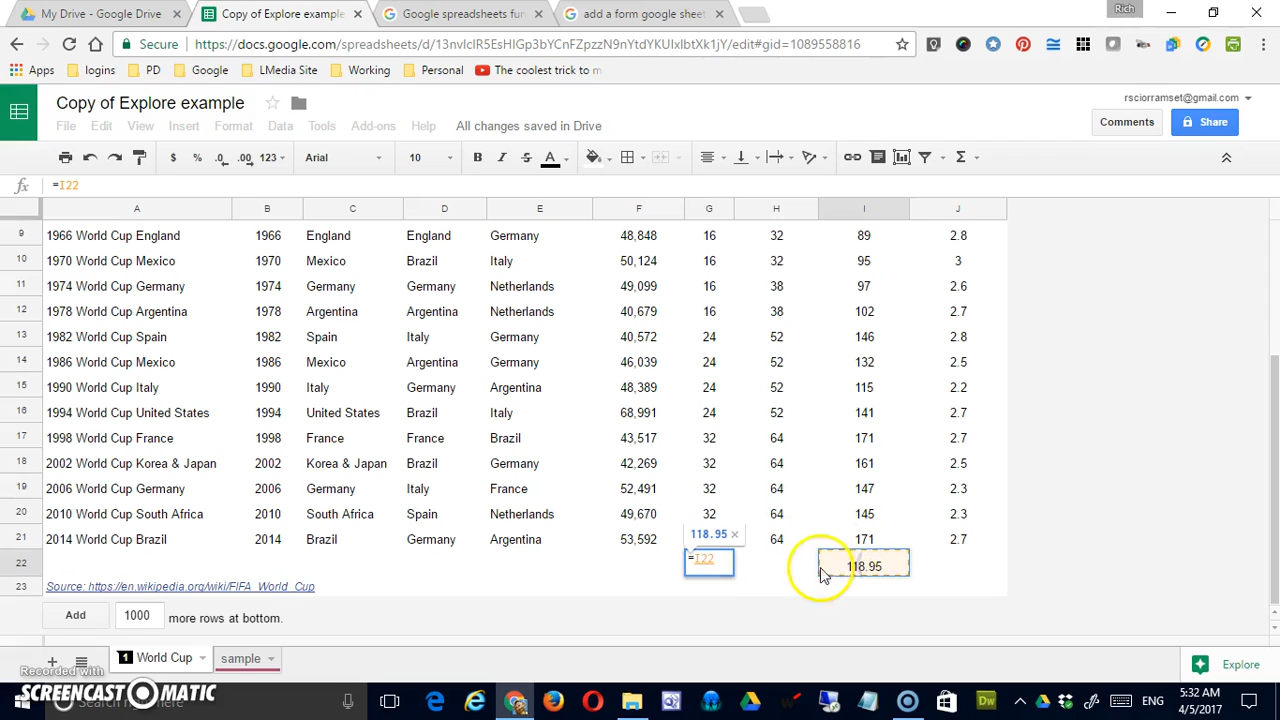 My Drive - Google Drive × Copy of Explore example × Google spreadsheets fun × add a form google sheet × Rich
Secure https://docs.google.com/spreadsheets/d/
Apps logins PD Google LMedia Site Working Personal The coolest trick to m
Copy of Explore example rsciorramset@gmail.com
File Edit View Insert Format Data Tools Add-ons Help All changes saved in Drive Comments Share
$ % .0 .00 123 Arial 10 B I S A Σ
fx =I22
A B C D E F G H I J
9 1966 World Cup England 1966 England England Germany 48,848 16 32 89 2.8
10 1970 World Cup Mexico 1970 Mexico Brazil Italy 50,124 16 32 95 3
11 1974 World Cup Germany 1974 Germany Germany Netherlands 49,099 16 38 97 2.6
12 1978 World Cup Argentina 1978 Argentina Argentina Netherlands 40,679 16 38 102 2.7
13 1982 World Cup Spain 1982 Spain Italy Germany 40,572 24 52 146 2.8
14 1986 World Cup Mexico 1986 Mexico Argentina Germany 46,039 24 52 132 2.5
15 1990 World Cup Italy 1990 Italy Germany Argentina 48,389 24 52 115 2.2
16 1994 World Cup United States 1994 United States Brazil Italy 68,991 24 52 141 2.7
17 1998 World Cup France 1998 France France Brazil 43,517 32 64 171 2.7
18 2002 World Cup Korea & Japan 2002 Korea & Japan Brazil Germany 42,269 32 64 161 2.5
19 2006 World Cup Germany 2006 Germany Italy France 52,491 32 64 147 2.3
20 2010 World Cup South Africa 2010 South Africa Spain Netherlands 49,670 32 64 145 2.3
21 2014 World Cup Brazil 2014 Brazil Germany Argentina 53,592 118.95 × 64 171 2.7
22 =I22 118.95
23 Source: https://en.wikipedia.org/wiki/FIFA_World_Cup
Add 1000 more rows at bottom.
+ 1 World Cup sample Explore
Recorded with
SCREENCAST-O-MATIC
ENG 5:32 AM
4/5/2017